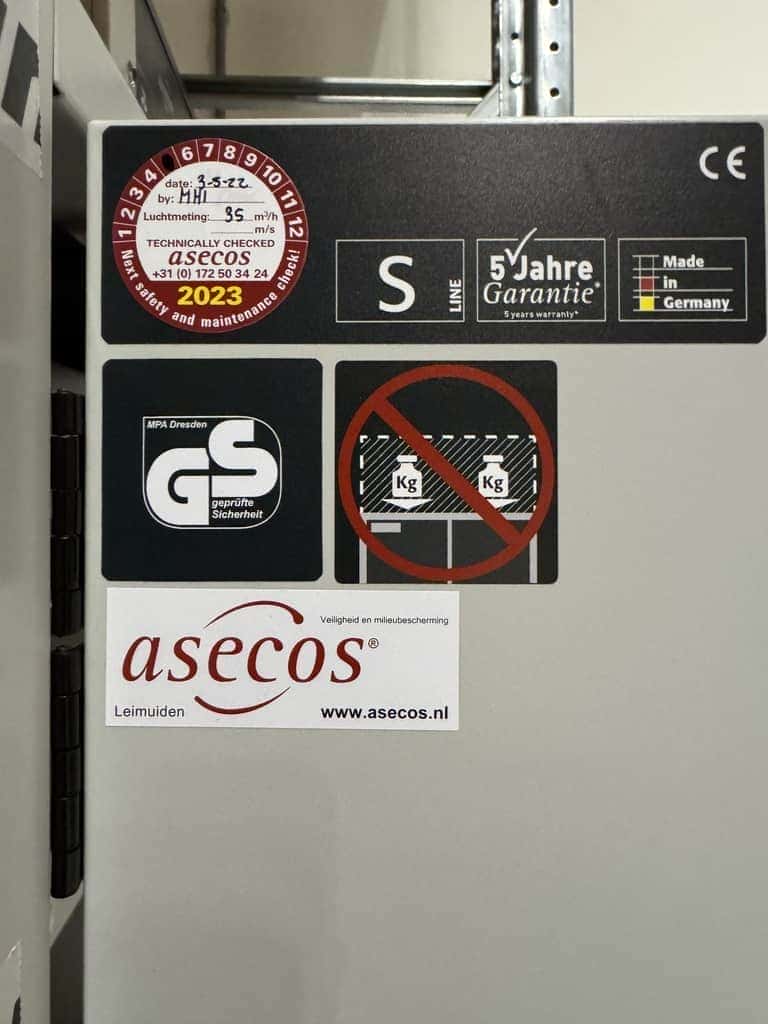 1 2 3 4 6 7 8 9 10 11 12
date: 3-5-22
by: MHI
Luchtmeting: 35 m³/h
m/s
TECHNICALLY CHECKED
asecos
+31 (0) 172 50 34 24
2023
Next safety and maintenance check!
CE
S
LINE
5 Jahre
Garantie*
5 years warranty*
Made
in
Germany
MPA Dresden
GS
geprüfte
Sicherheit
Kg Kg
Veiligheid en milieubescherming
asecos®
Leimuiden
www.asecos.nl